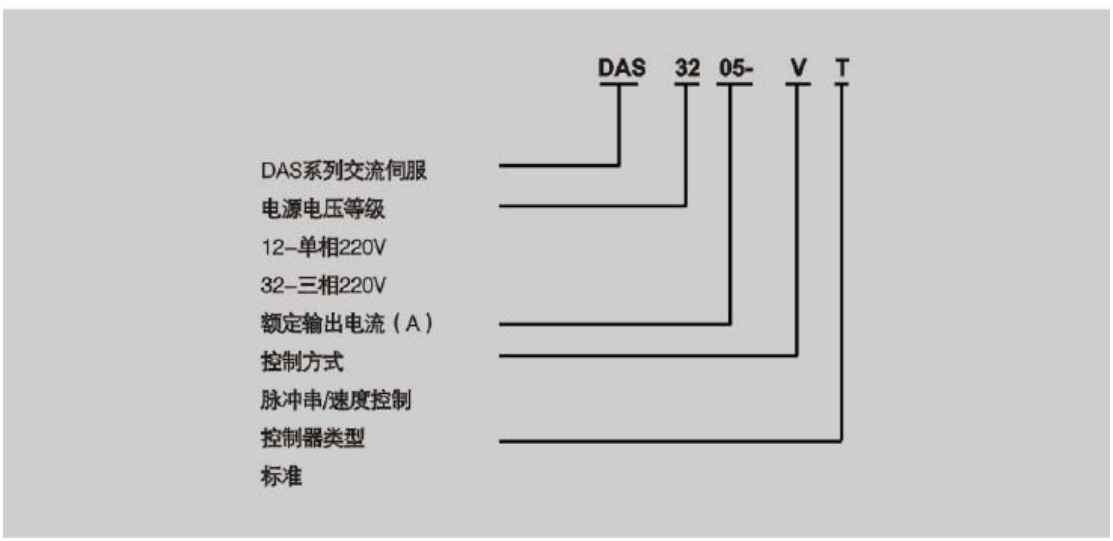 DAS 32 05- V T
DAS系列交流伺服
电源电压等级
12–单相220V
32–三相220V
额定输出电流（A）
控制方式
脉冲串/速度控制
控制器类型
标准